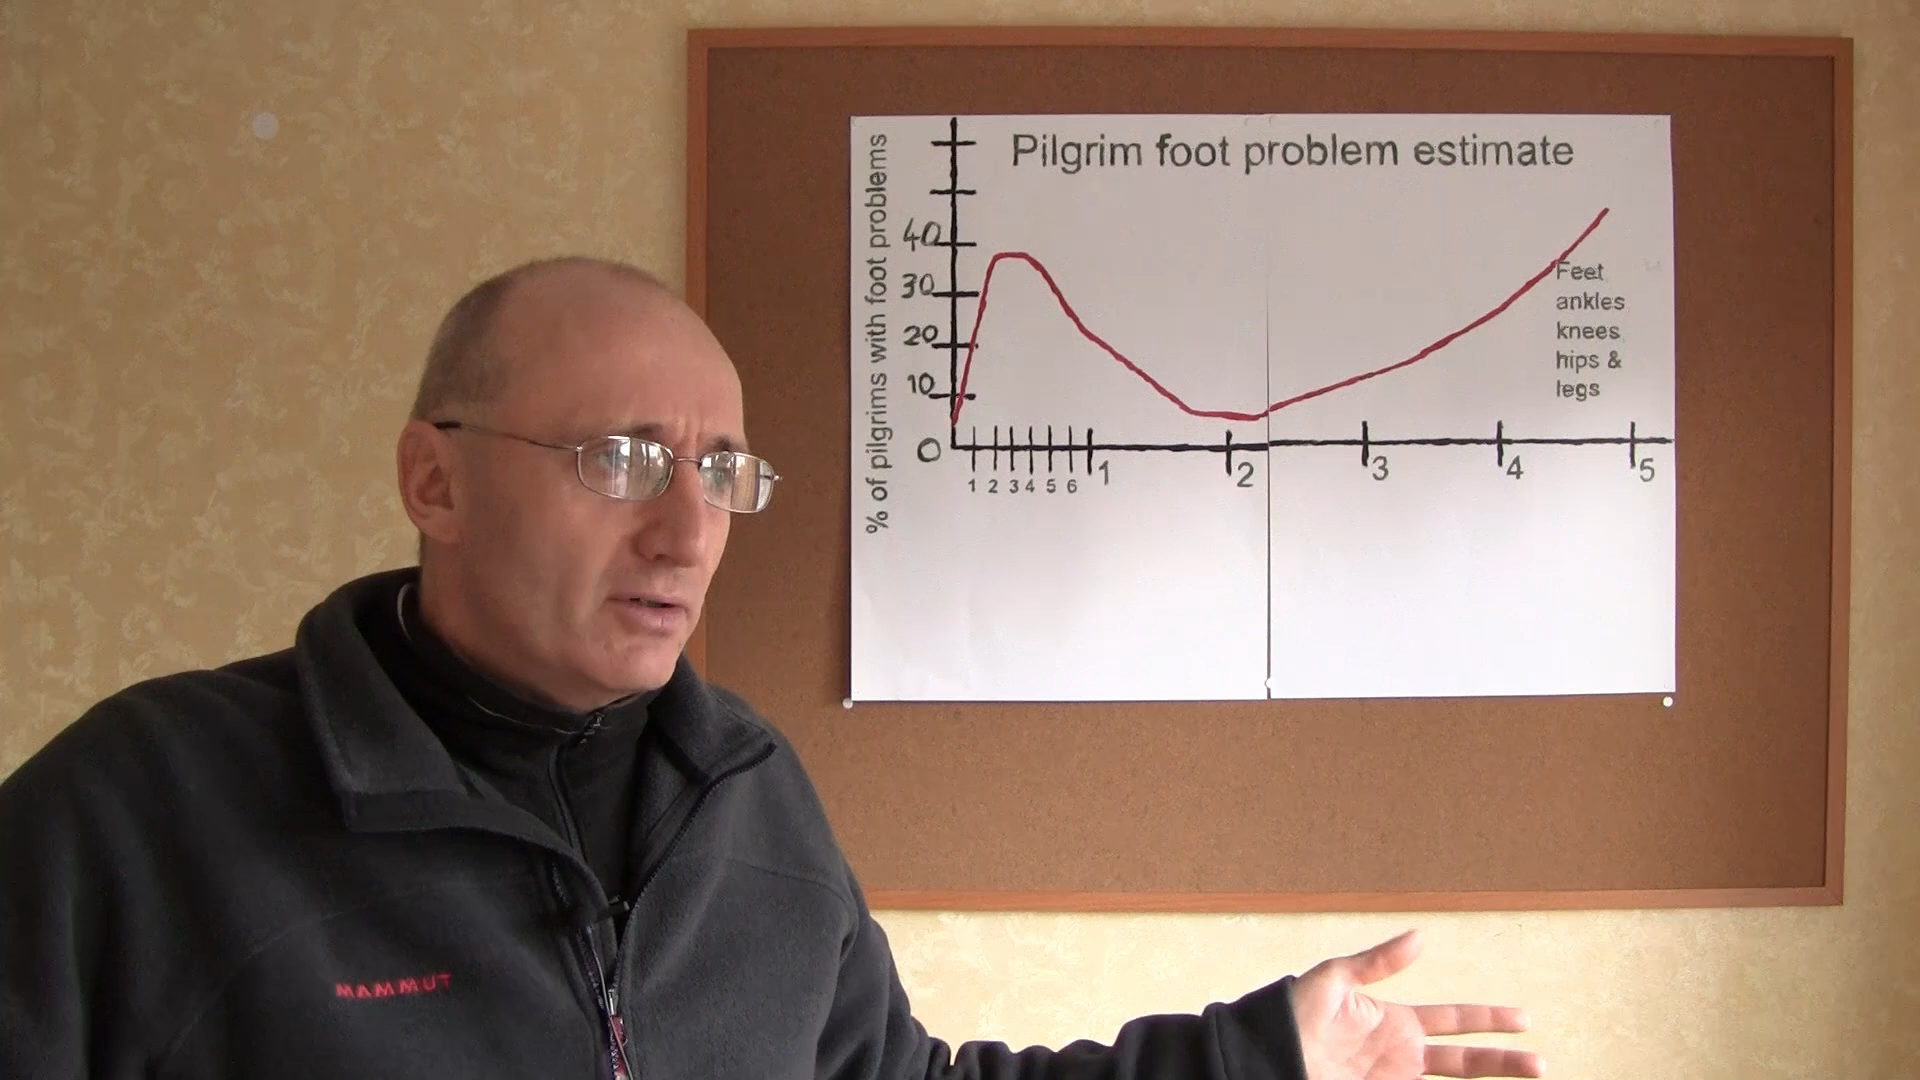 Pilgrim foot problem estimate
% of pilgrims with foot problems
40
30
20
10
0
1 2 3 4 5 6
1 2 3 4 5
Feet
ankles
knees
hips &
legs
MAMMUT